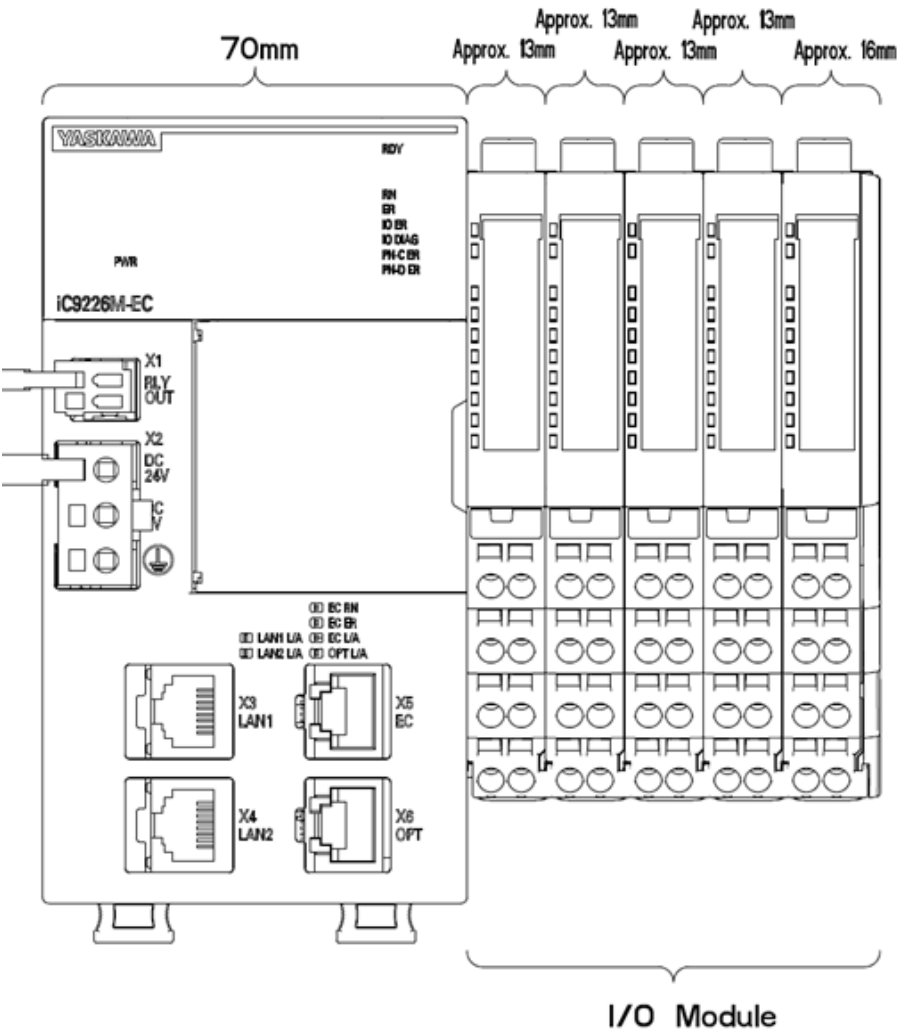 Approx. 13mm Approx. 13mm
70mm Approx. 13mm Approx. 13mm Approx. 16mm
YASKAWA
RDY
RN
ER
IO ER
IO DIAG
PN-C ER
PN-D ER
PWR
iC9226M-EC
X1
RLY
OUT
X2
DC
24V
C
V
EC RN
EC ER
LAN1 L/A EC L/A
LAN2 L/A OPT L/A
X3
LAN1
X5
EC
X4
LAN2
X6
OPT
I/O Module